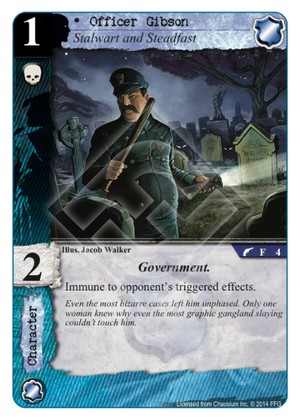 1
• Officer Gibson
Stalwart and Steadfast
Illus. Jacob Walker
F 4
2
Government.
Immune to opponent's triggered effects.
Even the most bizarre cases left him unphased. Only one
woman knew why even the most graphic gangland slaying
couldn't touch him.
Character
Licensed from Chaosium Inc. © 2014 FFG